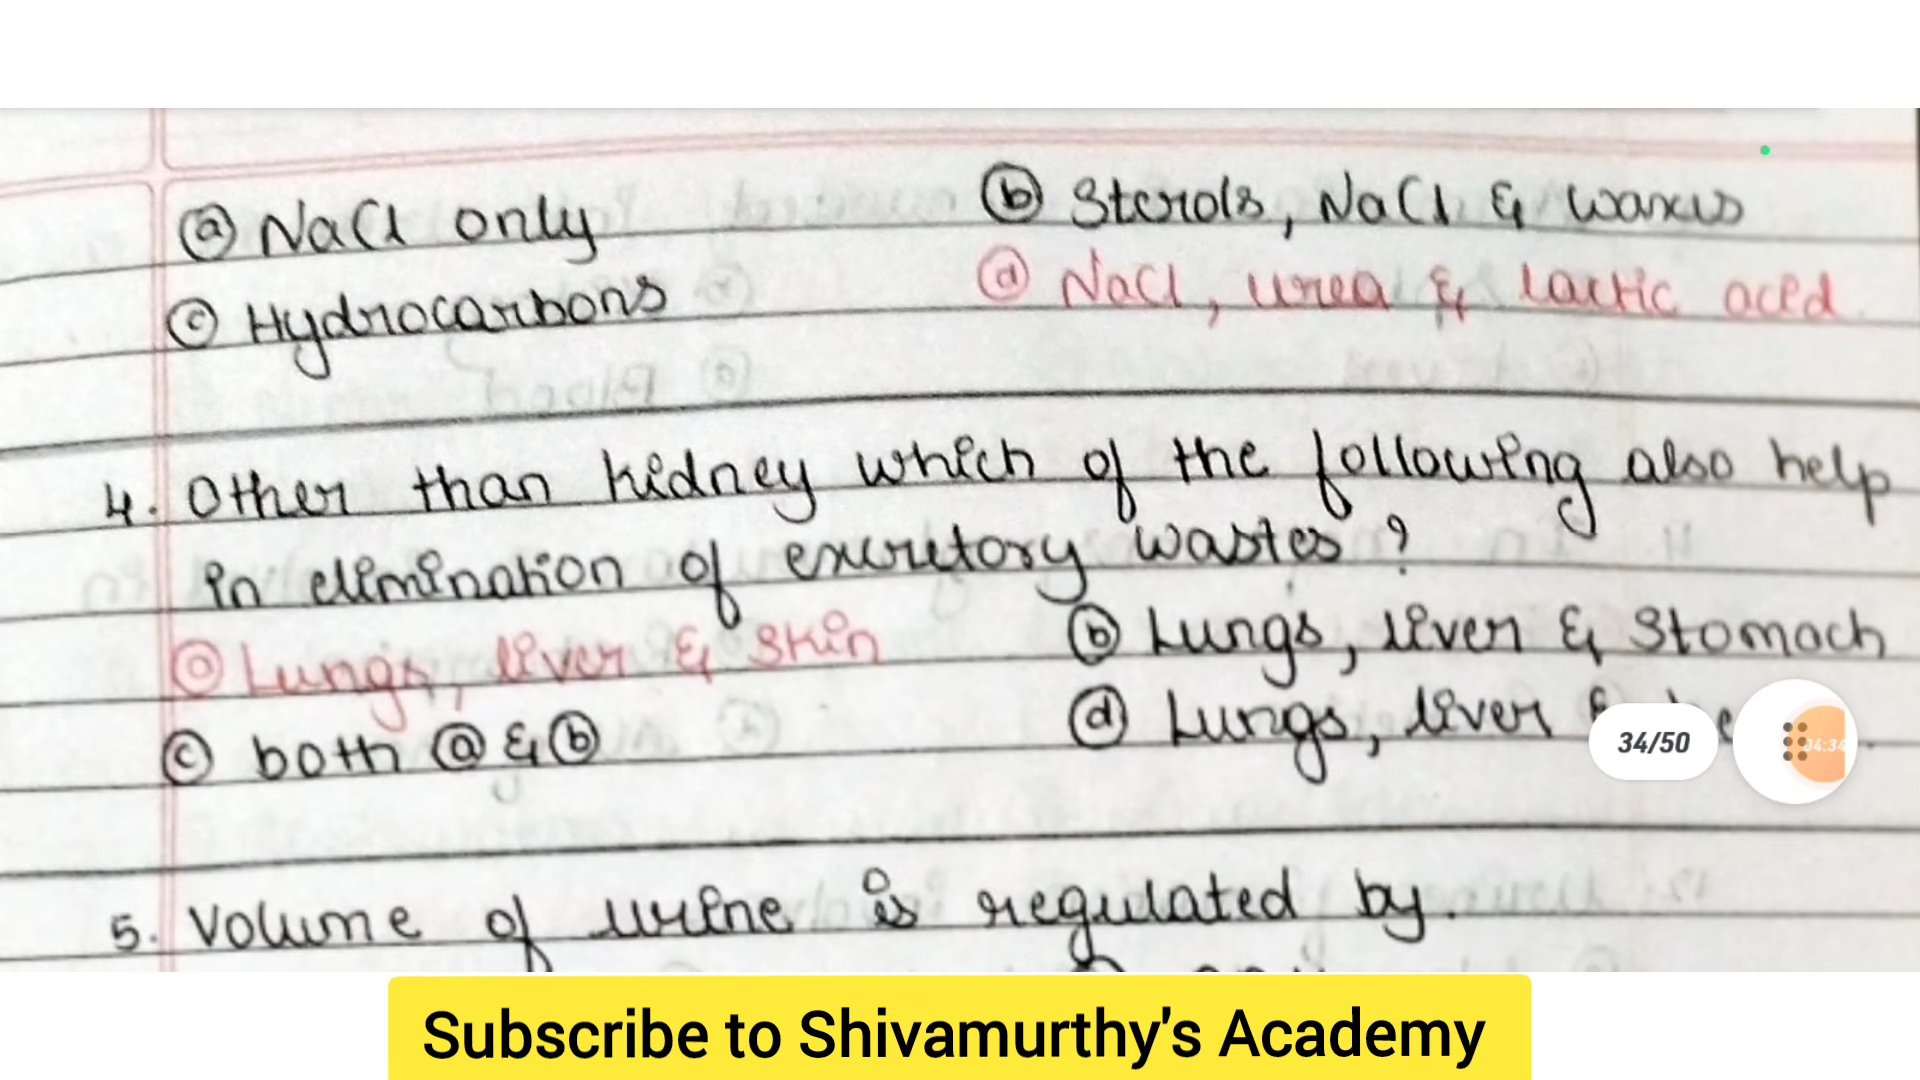 ⓐ NaCl only ⓑ Sterols, NaCl & waxes
ⓒ Hydrocarbons ⓓ NaCl, urea & lactic acid.
4. Other than kidney which of the following also help
in elimination of excretory wastes?
ⓐ Lungs, liver & skin ⓑ Lungs, liver & Stomach
ⓒ both ⓐ & ⓑ ⓓ Lungs, liver
34/50
04:34
5. Volume of urine is regulated by.
Subscribe to Shivamurthy's Academy